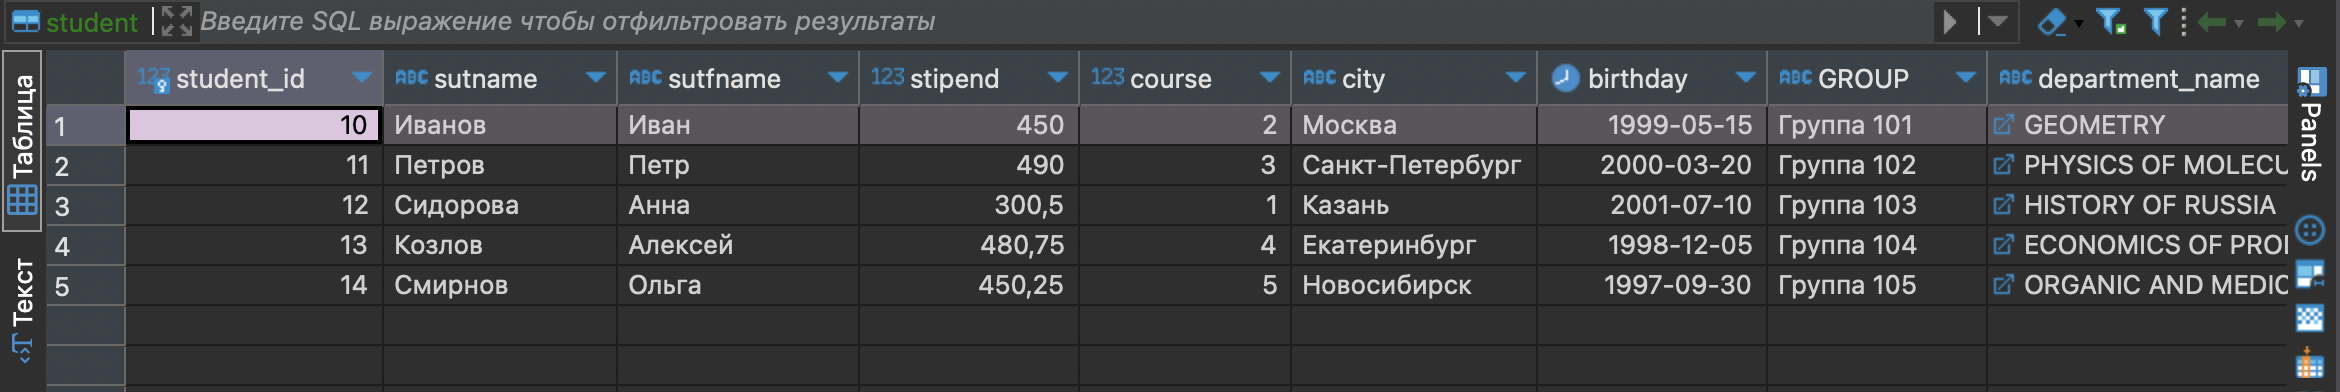 student Введите SQL выражение чтобы отфильтровать результаты
Таблица
Текст
Panels
123 student_id ABC sutname ABC sutfname 123 stipend 123 course ABC city birthday ABC GROUP ABC department_name
1 10 Иванов Иван 450 2 Москва 1999-05-15 Группа 101 GEOMETRY
2 11 Петров Петр 490 3 Санкт-Петербург 2000-03-20 Группа 102 PHYSICS OF MOLECU
3 12 Сидорова Анна 300,5 1 Казань 2001-07-10 Группа 103 HISTORY OF RUSSIA
4 13 Козлов Алексей 480,75 4 Екатеринбург 1998-12-05 Группа 104 ECONOMICS OF PRO
5 14 Смирнов Ольга 450,25 5 Новосибирск 1997-09-30 Группа 105 ORGANIC AND MEDIC